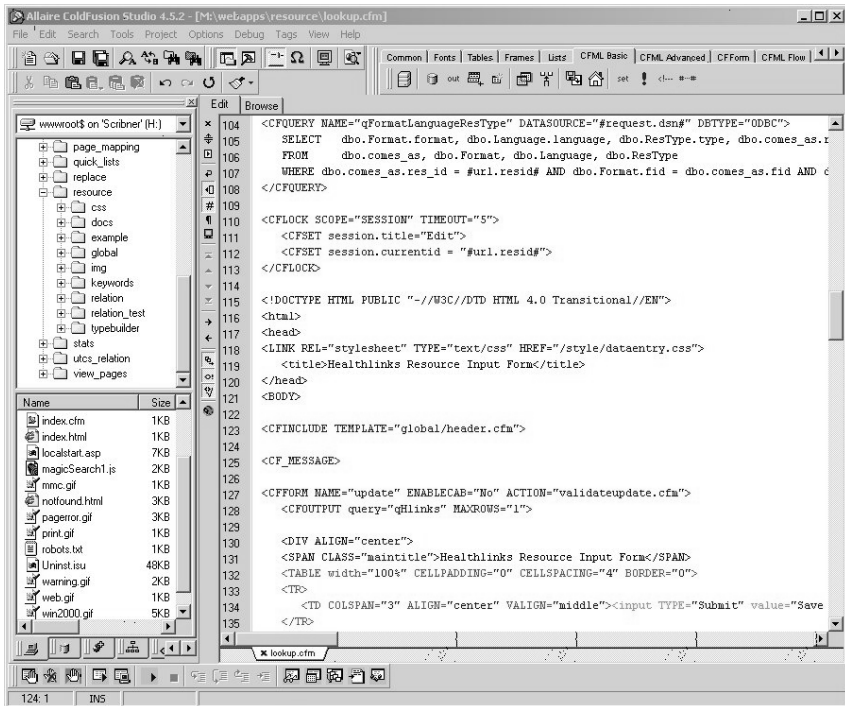 Allaire ColdFusion Studio 4.5.2 - [M:\webapps\resource\lookup.cfm]
File Edit Search Tools Project Options Debug Tags View Help
Common Fonts Tables Frames Lists CFML Basic CFML Advanced CFForm CFML Flow
out set
Edit Browse
wwwroot$ on 'Scribner' (H:)
page_mapping
quick_lists
replace
resource
css
docs
example
global
img
keywords
relation
relation_test
typebuilder
stats
utcs_relation
view_pages
Name Size
index.cfm 1KB
index.html 1KB
localstart.asp 7KB
magicSearch1.js 2KB
mmc.gif 1KB
notfound.html 3KB
pagerror.gif 3KB
print.gif 1KB
robots.txt 1KB
Uninst.isu 48KB
warning.gif 2KB
web.gif 1KB
win2000.gif 5KB
104 <CFQUERY NAME="qFormatLanguageResType" DATASOURCE="#request.dsn#" DBTYPE="ODBC">
105 SELECT dbo.Format.format, dbo.Language.language, dbo.ResType.type, dbo.comes_as.r
106 FROM dbo.comes_as, dbo.Format, dbo.Language, dbo.ResType
107 WHERE dbo.comes_as.res_id = #url.resid# AND dbo.Format.fid = dbo.comes_as.fid AND d
108 </CFQUERY>
109
110 <CFLOCK SCOPE="SESSION" TIMEOUT="5">
111 <CFSET session.title="Edit">
112 <CFSET session.currentid = "#url.resid#">
113 </CFLOCK>
114
115 <!DOCTYPE HTML PUBLIC "-//W3C//DTD HTML 4.0 Transitional//EN">
116 <html>
117 <head>
118 <LINK REL="stylesheet" TYPE="text/css" HREF="/style/dataentry.css">
119 <title>Healthlinks Resource Input Form</title>
120 </head>
121 <BODY>
122
123 <CFINCLUDE TEMPLATE="global/header.cfm">
124
125 <CF_MESSAGE>
126
127 <CFFORM NAME="update" ENABLECAB="No" ACTION="validateupdate.cfm">
128 <CFOUTPUT query="qHlinks" MAXROWS="1">
129
130 <DIV ALIGN="center">
131 <SPAN CLASS="maintitle">Healthlinks Resource Input Form</SPAN>
132 <TABLE width="100%" CELLPADDING="0" CELLSPACING="4" BORDER="0">
133 <TR>
134 <TD COLSPAN="3" ALIGN="center" VALIGN="middle"><input TYPE="Submit" value="Save
135 </TR>
lookup.cfm
124: 1 INS